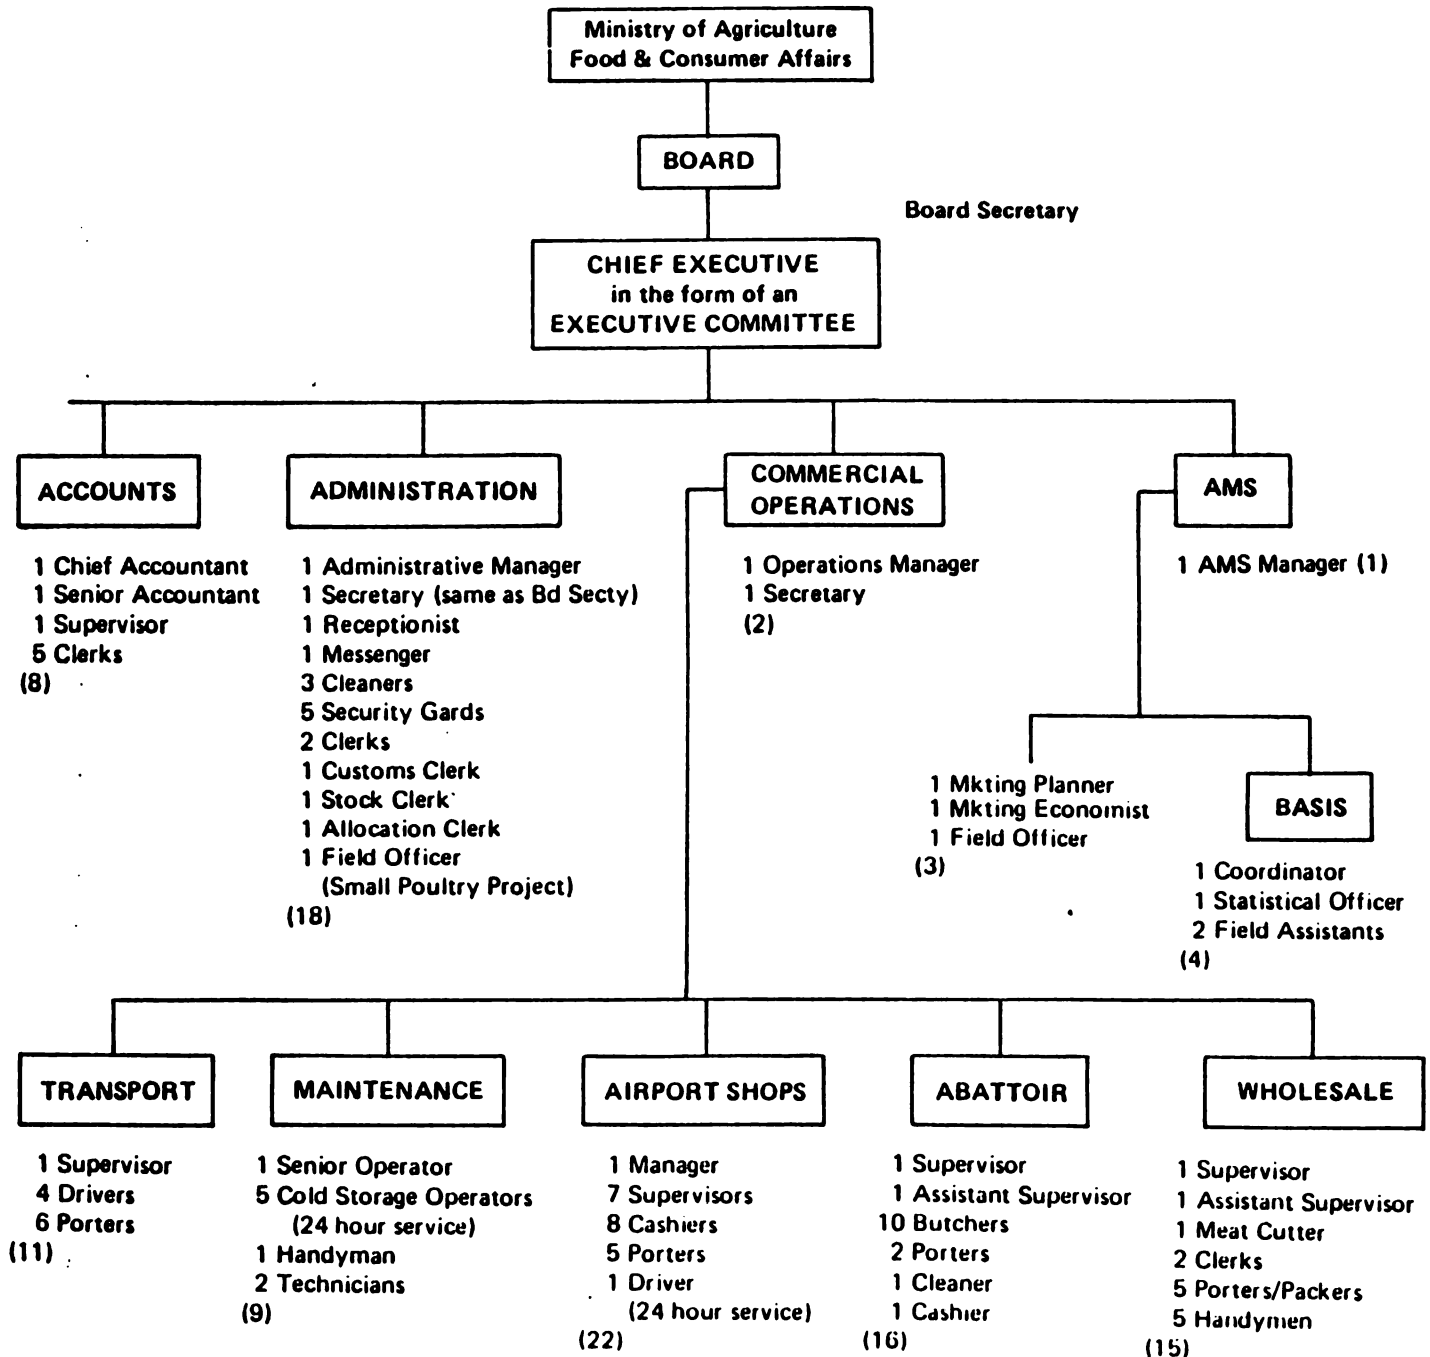 Ministry of Agriculture
Food & Consumer Affairs
BOARD
Board Secretary
CHIEF EXECUTIVE
in the form of an
EXECUTIVE COMMITTEE
ACCOUNTS
1 Chief Accountant
1 Senior Accountant
1 Supervisor
5 Clerks
(8)
ADMINISTRATION
1 Administrative Manager
1 Secretary (same as Bd Secty)
1 Receptionist
1 Messenger
3 Cleaners
5 Security Gards
2 Clerks
1 Customs Clerk
1 Stock Clerk
1 Allocation Clerk
1 Field Officer
(Small Poultry Project)
(18)
COMMERCIAL
OPERATIONS
1 Operations Manager
1 Secretary
(2)
AMS
1 AMS Manager (1)
1 Mkting Planner
1 Mkting Economist
1 Field Officer
(3)
BASIS
1 Coordinator
1 Statistical Officer
2 Field Assistants
(4)
TRANSPORT
1 Supervisor
4 Drivers
6 Porters
(11)
MAINTENANCE
1 Senior Operator
5 Cold Storage Operators
(24 hour service)
1 Handyman
2 Technicians
(9)
AIRPORT SHOPS
1 Manager
7 Supervisors
8 Cashiers
5 Porters
1 Driver
(24 hour service)
(22)
ABATTOIR
1 Supervisor
1 Assistant Supervisor
10 Butchers
2 Porters
1 Cleaner
1 Cashier
(16)
WHOLESALE
1 Supervisor
1 Assistant Supervisor
1 Meat Cutter
2 Clerks
5 Porters/Packers
5 Handymen
(15)